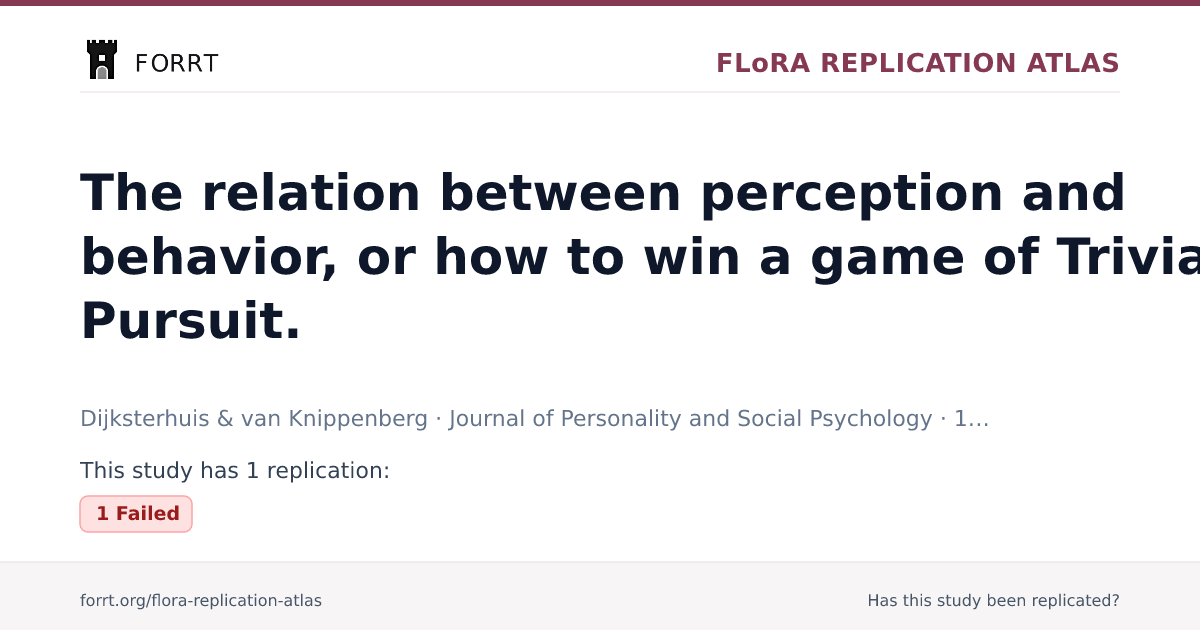 FORRT
FLoRA REPLICATION ATLAS
The relation between perception and
behavior, or how to win a game of Trivia
Pursuit.
Dijksterhuis & van Knippenberg · Journal of Personality and Social Psychology · 1…
This study has 1 replication:
1 Failed
forrt.org/flora-replication-atlas
Has this study been replicated?